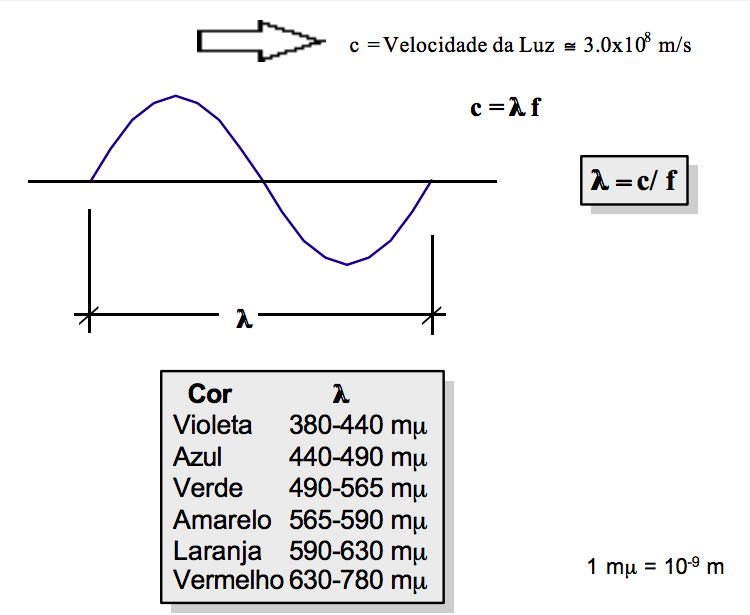 c =Velocidade da Luz ≅ 3.0x10⁸ m/s
c = λ f
λ = c/ f
λ
Cor λ
Violeta 380-440 mμ
Azul 440-490 mμ
Verde 490-565 mμ
Amarelo 565-590 mμ
Laranja 590-630 mμ
Vermelho 630-780 mμ
1 mμ = 10⁻⁹ m